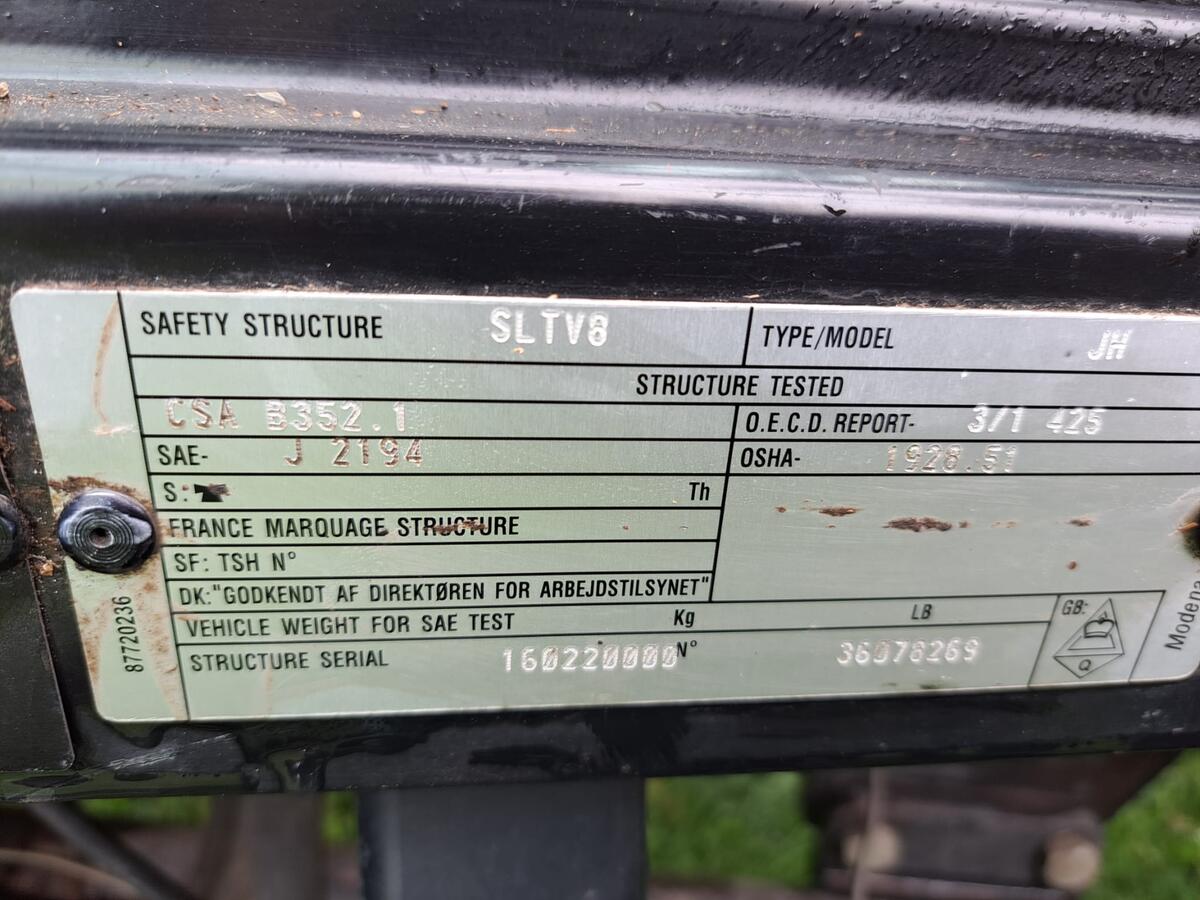 SAFETY STRUCTURE SLTV8 TYPE/MODEL JH
STRUCTURE TESTED
CSA B352.1 O.E.C.D. REPORT- 3/1 425
SAE- J 2194 OSHA- 1928.51
S: Th
FRANCE MARQUAGE STRUCTURE
SF: TSH N°
DK:"GODKENDT AF DIREKTØREN FOR ARBEJDSTILSYNET"
VEHICLE WEIGHT FOR SAE TEST Kg LB
STRUCTURE SERIAL 160220000 N° 36078269
GB:
Q
87720236
Modena